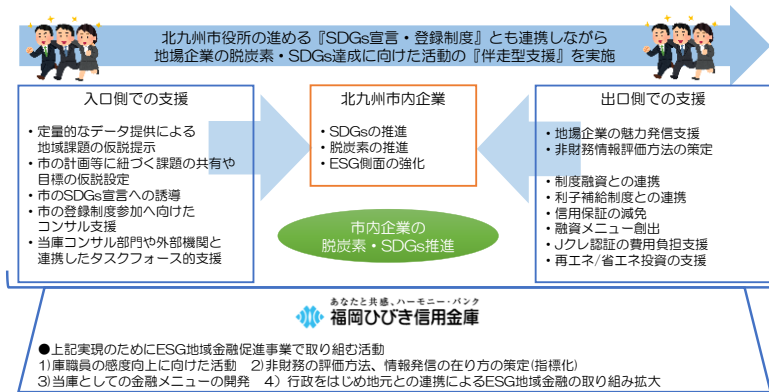 北九州市役所の進める『SDGs宣言・登録制度』とも連携しながら
地場企業の脱炭素・SDGs達成に向けた活動の『伴走型支援』を実施
入口側での支援
・定量的なデータ提供による
地域課題の仮説提示
・市の計画等に紐づく課題の共有や
目標の仮説設定
・市のSDGs宣言への誘導
・市の登録制度参加へ向けた
コンサル支援
・当庫コンサル部門や外部機関と
連携したタスクフォース的支援
北九州市内企業
・SDGsの推進
・脱炭素の推進
・ESG側面の強化
市内企業の
脱炭素・SDGs推進
出口側での支援
・地場企業の魅力発信支援
・非財務情報評価方法の策定
・制度融資との連携
・利子補給制度との連携
・信用保証の減免
・融資メニュー創出
・Jクレ認証の費用負担支援
・再エネ/省エネ投資の支援
あなたと共感、ハーモニー・バンク
福岡ひびき信用金庫
●上記実現のためにESG地域金融促進事業で取り組む活動
1)庫職員の感度向上に向けた活動 2)非財務の評価方法、情報発信の在り方の策定(指標化)
3)当庫としての金融メニューの開発 4）行政をはじめ地元との連携によるESG地域金融の取り組み拡大